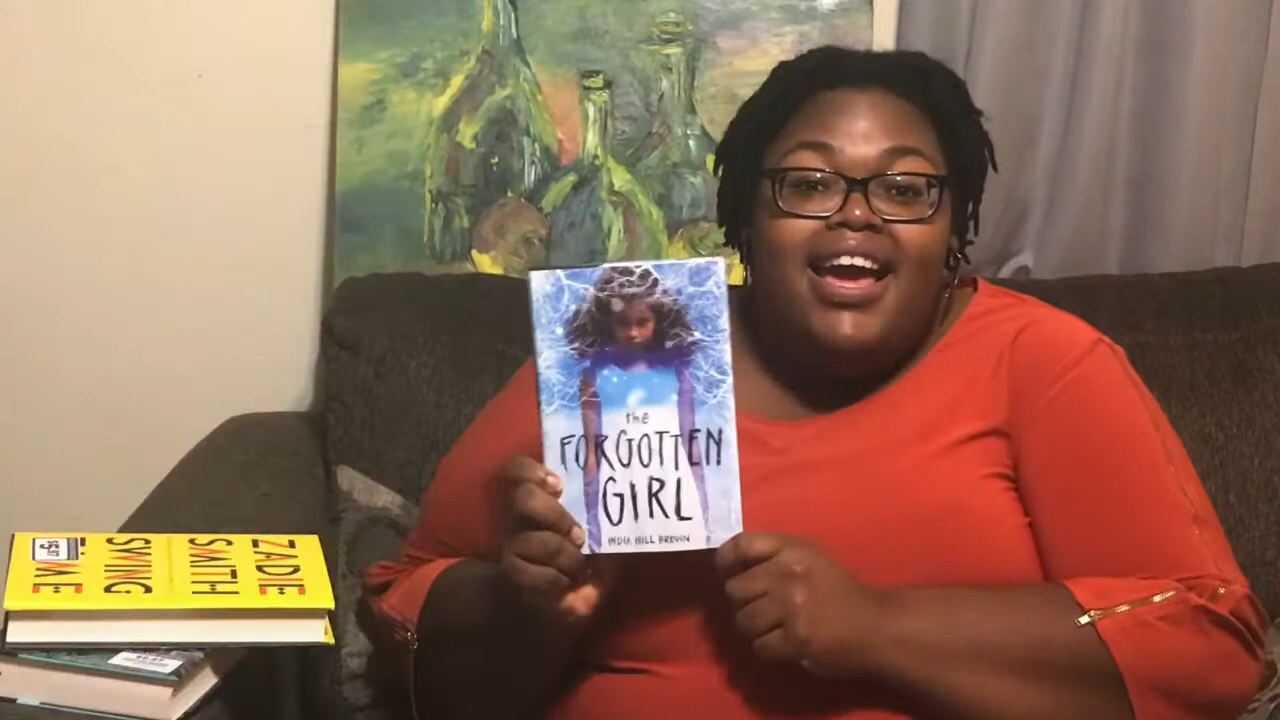 the
FORGOTTEN
GIRL
INDIA HILL BROWN
ZADIE
SMITH
SWING
TIME